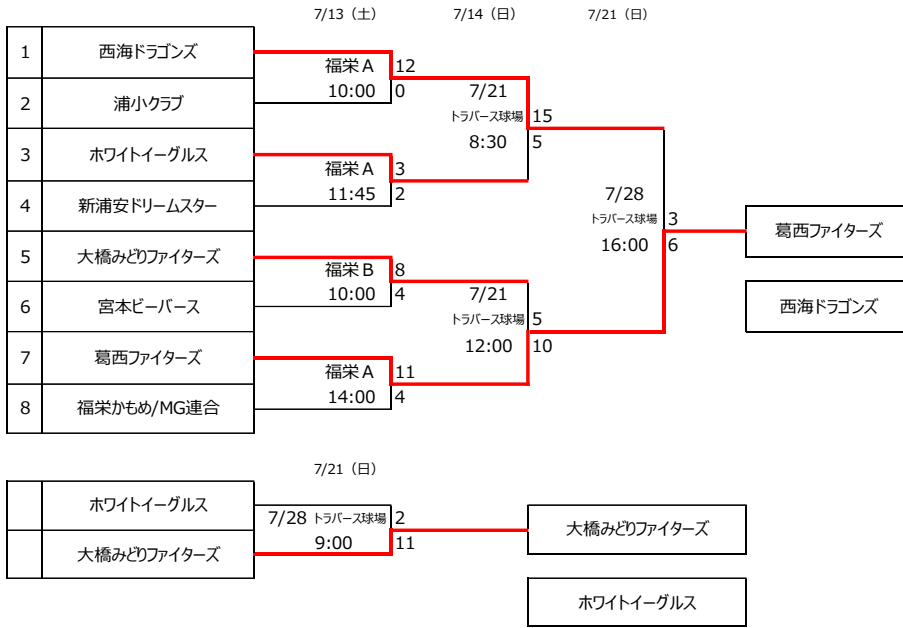 7/13（土） 7/14（日） 7/21（日）
1 西海ドラゴンズ
福栄Ａ 12
10:00 0
2 浦小クラブ
7/21
トラバース球場 15
8:30 5
3 ホワイトイーグルス
福栄Ａ 3
11:45 2
4 新浦安ドリームスター
7/28
トラバース球場 3
16:00 6
葛西ファイターズ
5 大橋みどりファイターズ
福栄Ｂ 8
10:00 4
6 宮本ビーバース
西海ドラゴンズ
7/21
トラバース球場 5
12:00 10
7 葛西ファイターズ
福栄Ａ 11
14:00 4
8 福栄かもめ/MG連合
7/21（日）
ホワイトイーグルス
7/28 トラバース球場 2
9:00 11
大橋みどりファイターズ
大橋みどりファイターズ
ホワイトイーグルス